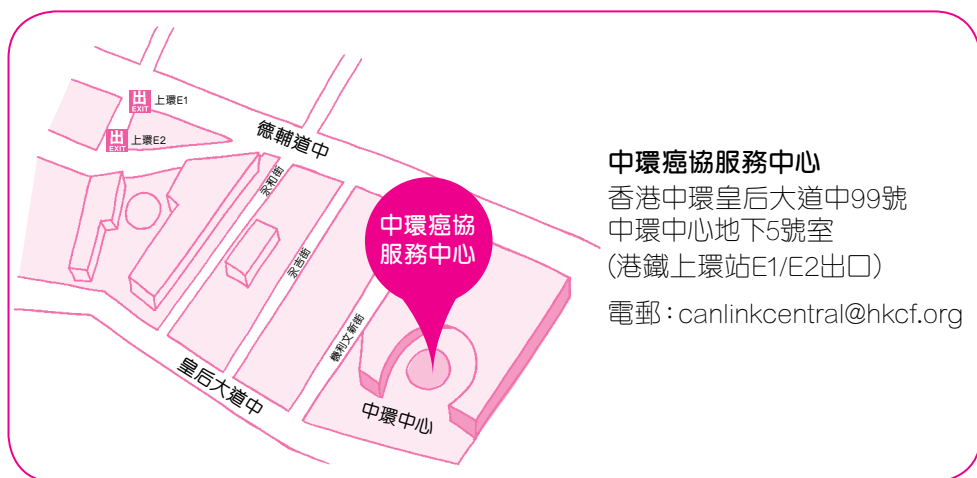 出
EXIT
上環E1
出
EXIT
上環E2
德輔道中
永和街
永吉街
機利文新街
皇后大道中
中環中心
中環癌協
服務中心
中環癌協服務中心
香港中環皇后大道中99號
中環中心地下5號室
(港鐵上環站E1/E2出口)
電郵：canlinkcentral@hkcf.org